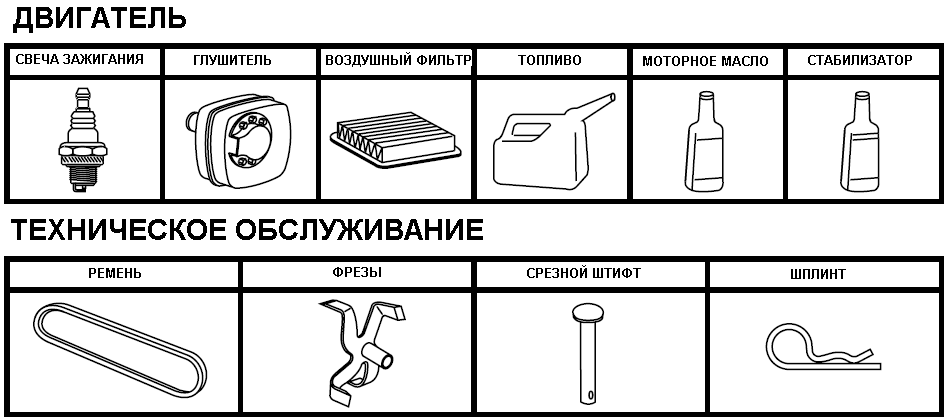 ДВИГАТЕЛЬ
СВЕЧА ЗАЖИГАНИЯ ГЛУШИТЕЛЬ ВОЗДУШНЫЙ ФИЛЬТР ТОПЛИВО МОТОРНОЕ МАСЛО СТАБИЛИЗАТОР
ТЕХНИЧЕСКОЕ ОБСЛУЖИВАНИЕ
РЕМЕНЬ ФРЕЗЫ СРЕЗНОЙ ШТИФТ ШПЛИНТ